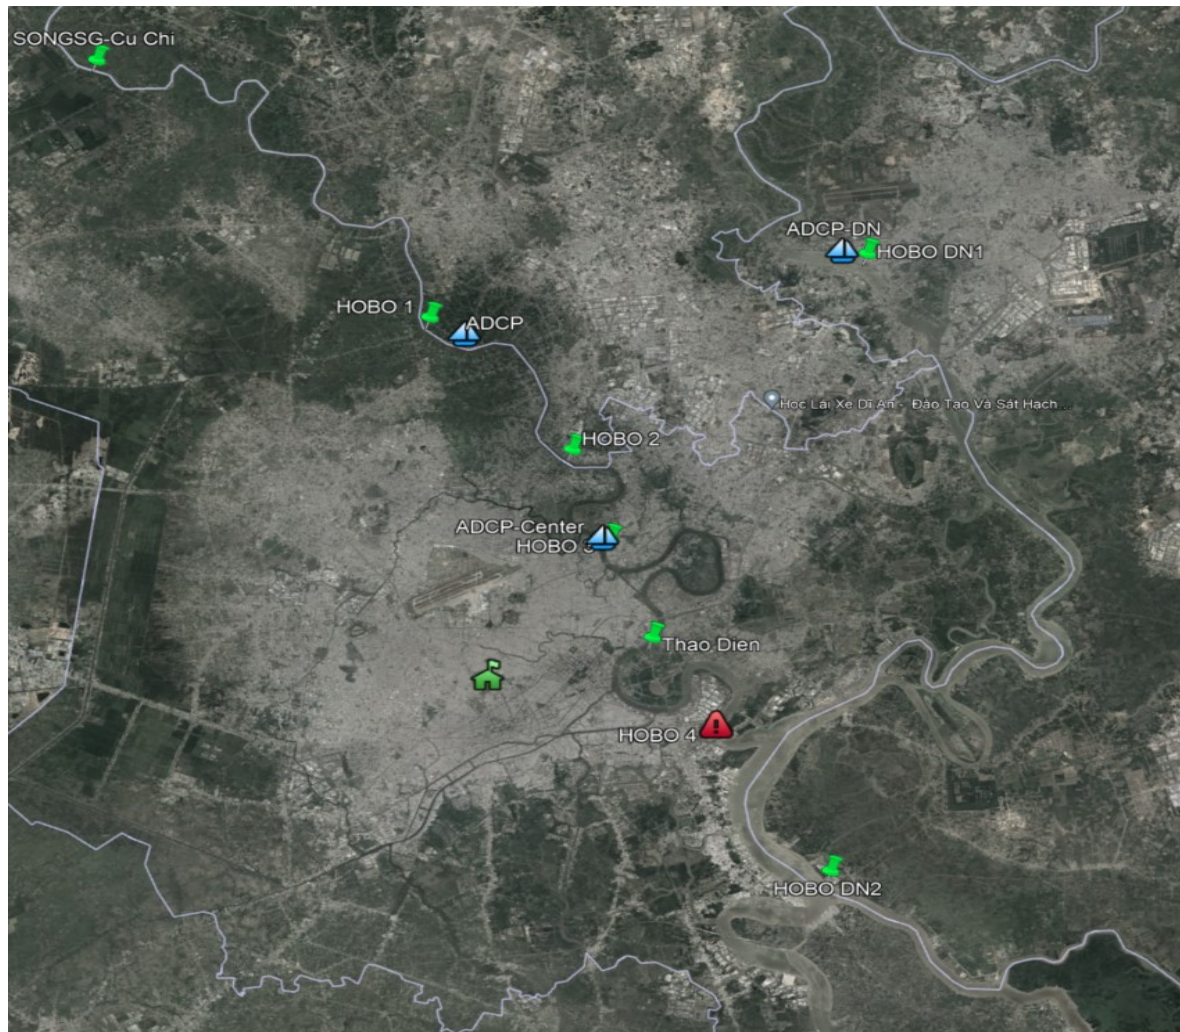 SONGSG-Cu Chi
ADCP-DN
HOBO DN1
HOBO 1
ADCP
Học Lái Xe Dĩ An - Đào Tạo Và Sát Hạch...
HOBO 2
ADCP-Center
HOBO 3
Thao Dien
HOBO 4
HOBO DN2